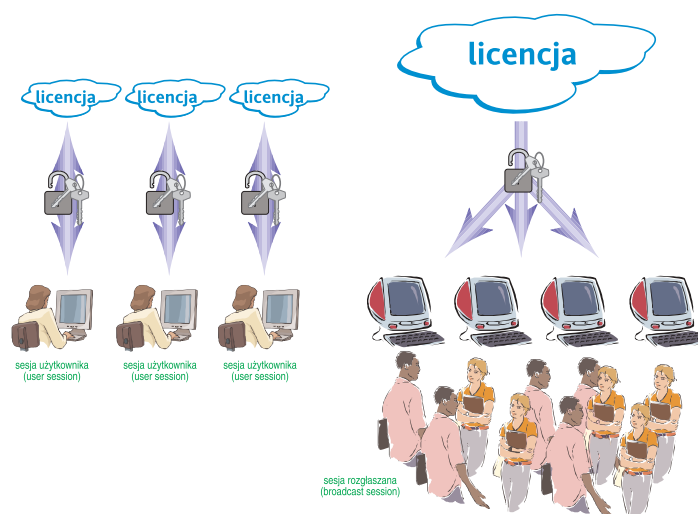 licencja
licencja
licencja
licencja
sesja użytkownika
(user session)
sesja użytkownika
(user session)
sesja użytkownika
(user session)
sesja rozgłaszana
(broadcast session)